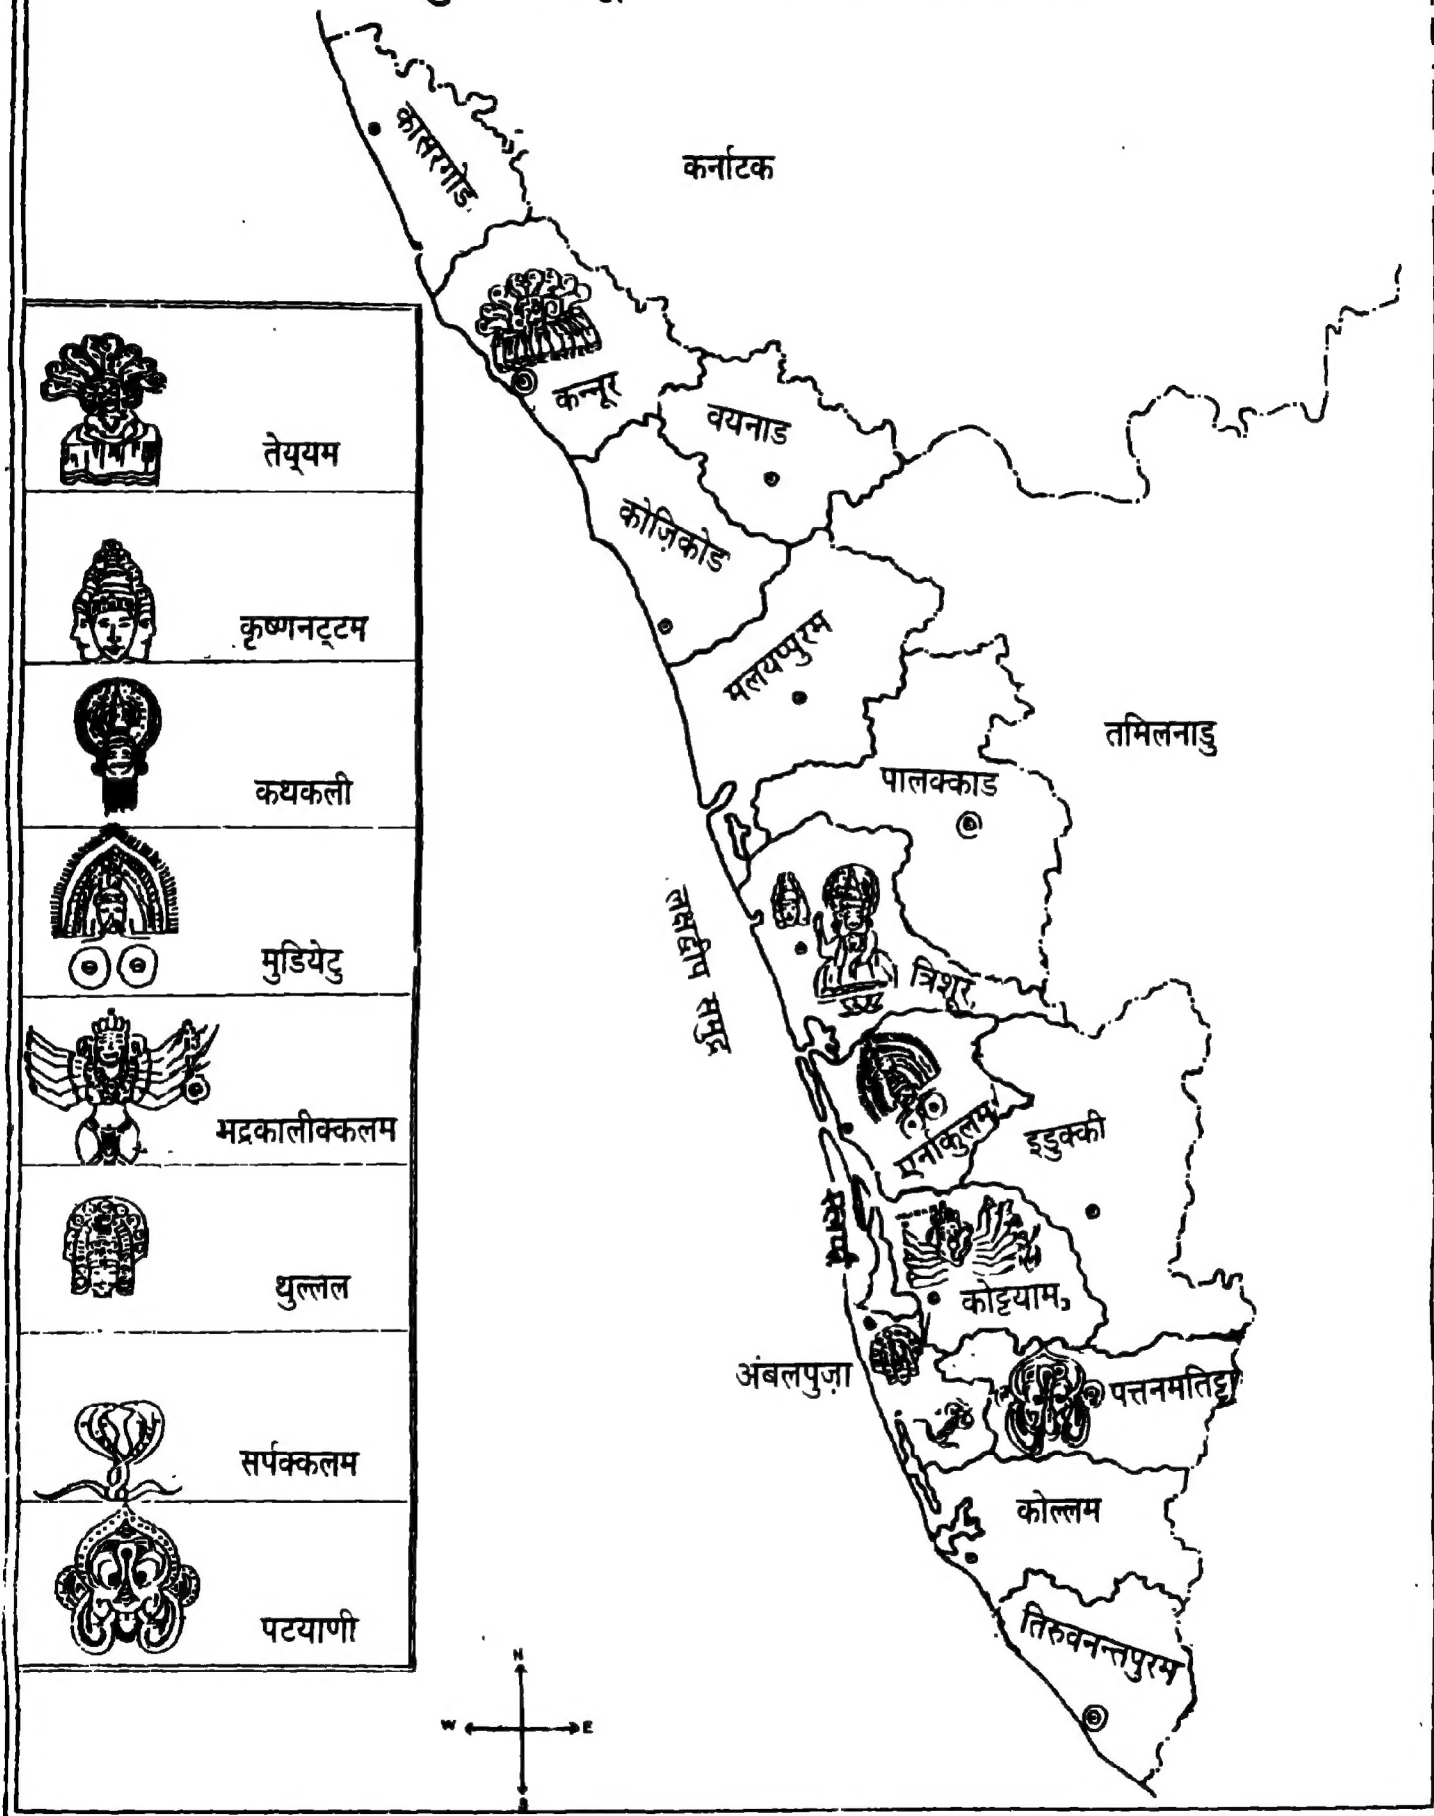 कासरगोड
कर्नाटक
कन्नूर
वयनाड
कोज़िकोड
मलयप्पुरम
तमिलनाडु
पालक्काड
लक्षद्वीप समुद्र
त्रिशूर
एर्नाकुलम
इडुक्की
कोट्टयाम
अंबलपुज़ा
पत्तनमतिट्टा
कोल्लम
तिरुवनन्तपुरम
तेय्यम
कृष्णनट्टम
कथकली
मुडियेटु
भद्रकालीक्कलम
थुल्लल
सर्पक्कलम
पटयाणी
N
W E
S